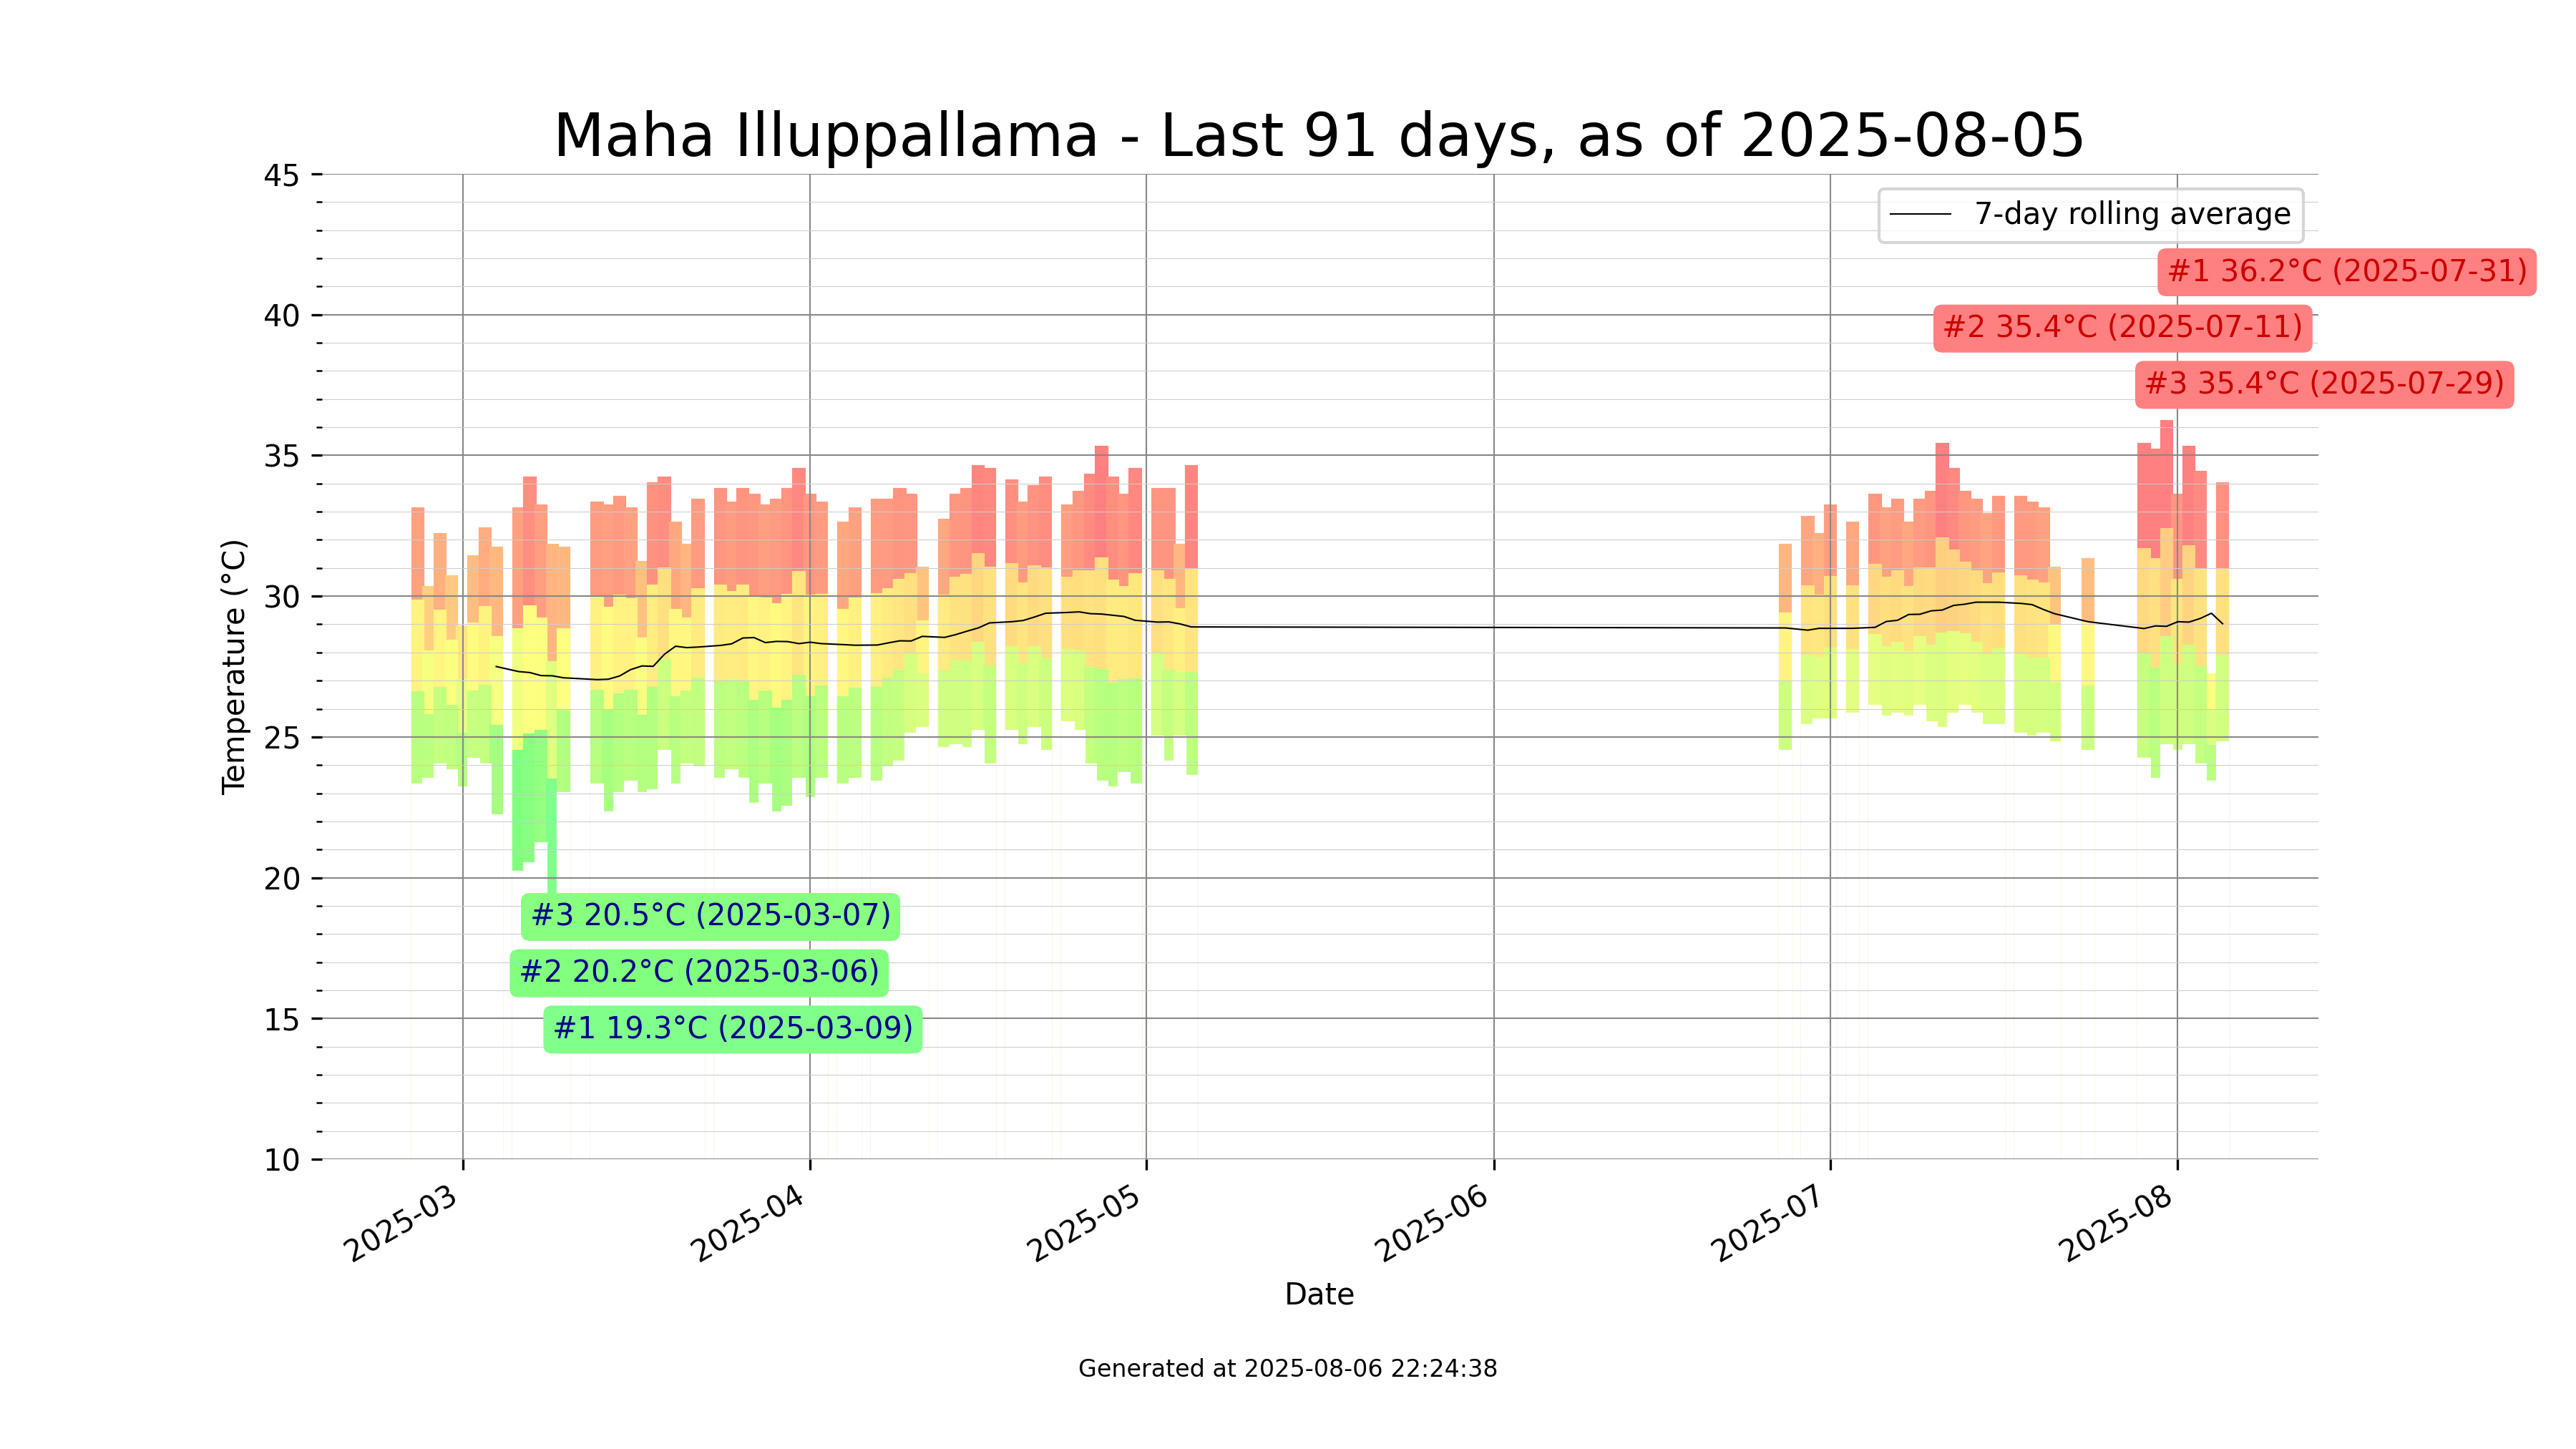 Maha Illuppallama - Last 91 days, as of 2025-08-05
7-day rolling average
#1 36.2°C (2025-07-31)
#2 35.4°C (2025-07-11)
#3 35.4°C (2025-07-29)
45
40
35
30
25
20
15
10
Temperature (°C)
#3 20.5°C (2025-03-07)
#2 20.2°C (2025-03-06)
#1 19.3°C (2025-03-09)
2025-03
2025-04
2025-05
2025-06
2025-07
2025-08
Date
Generated at 2025-08-06 22:24:38